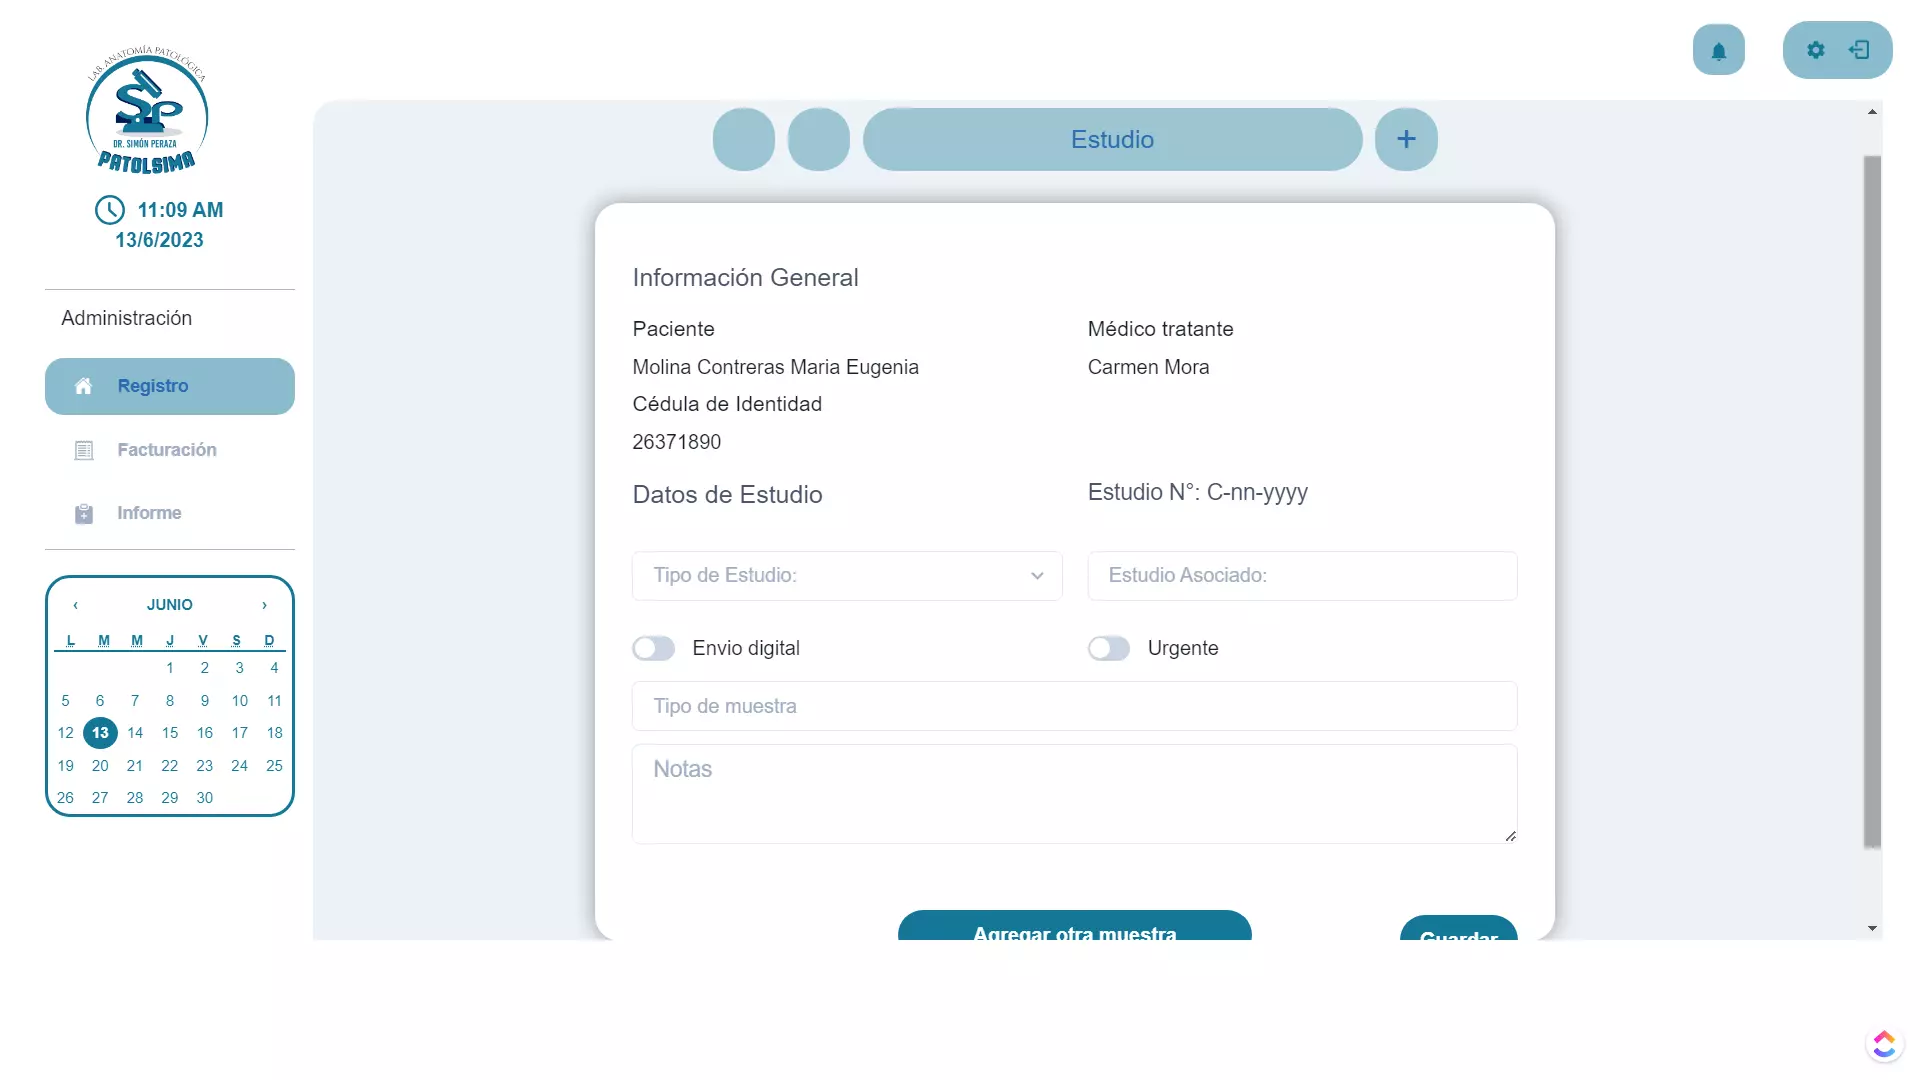 LAB. ANATOMÍA PATOLÓGICA
SP
DR. SIMÓN PERAZA
PATOLSIMA
11:09 AM
13/6/2023
Administración
Registro
Facturación
Informe
‹ JUNIO ›
L M M J V S D
1 2 3 4
5 6 7 8 9 10 11
12 13 14 15 16 17 18
19 20 21 22 23 24 25
26 27 28 29 30
Estudio +
Información General
Paciente Médico tratante
Molina Contreras Maria Eugenia Carmen Mora
Cédula de Identidad
26371890
Datos de Estudio Estudio N°: C-nn-yyyy
Tipo de Estudio: Estudio Asociado:
Envio digital Urgente
Tipo de muestra
Notas
Agregar otra muestra Guardar